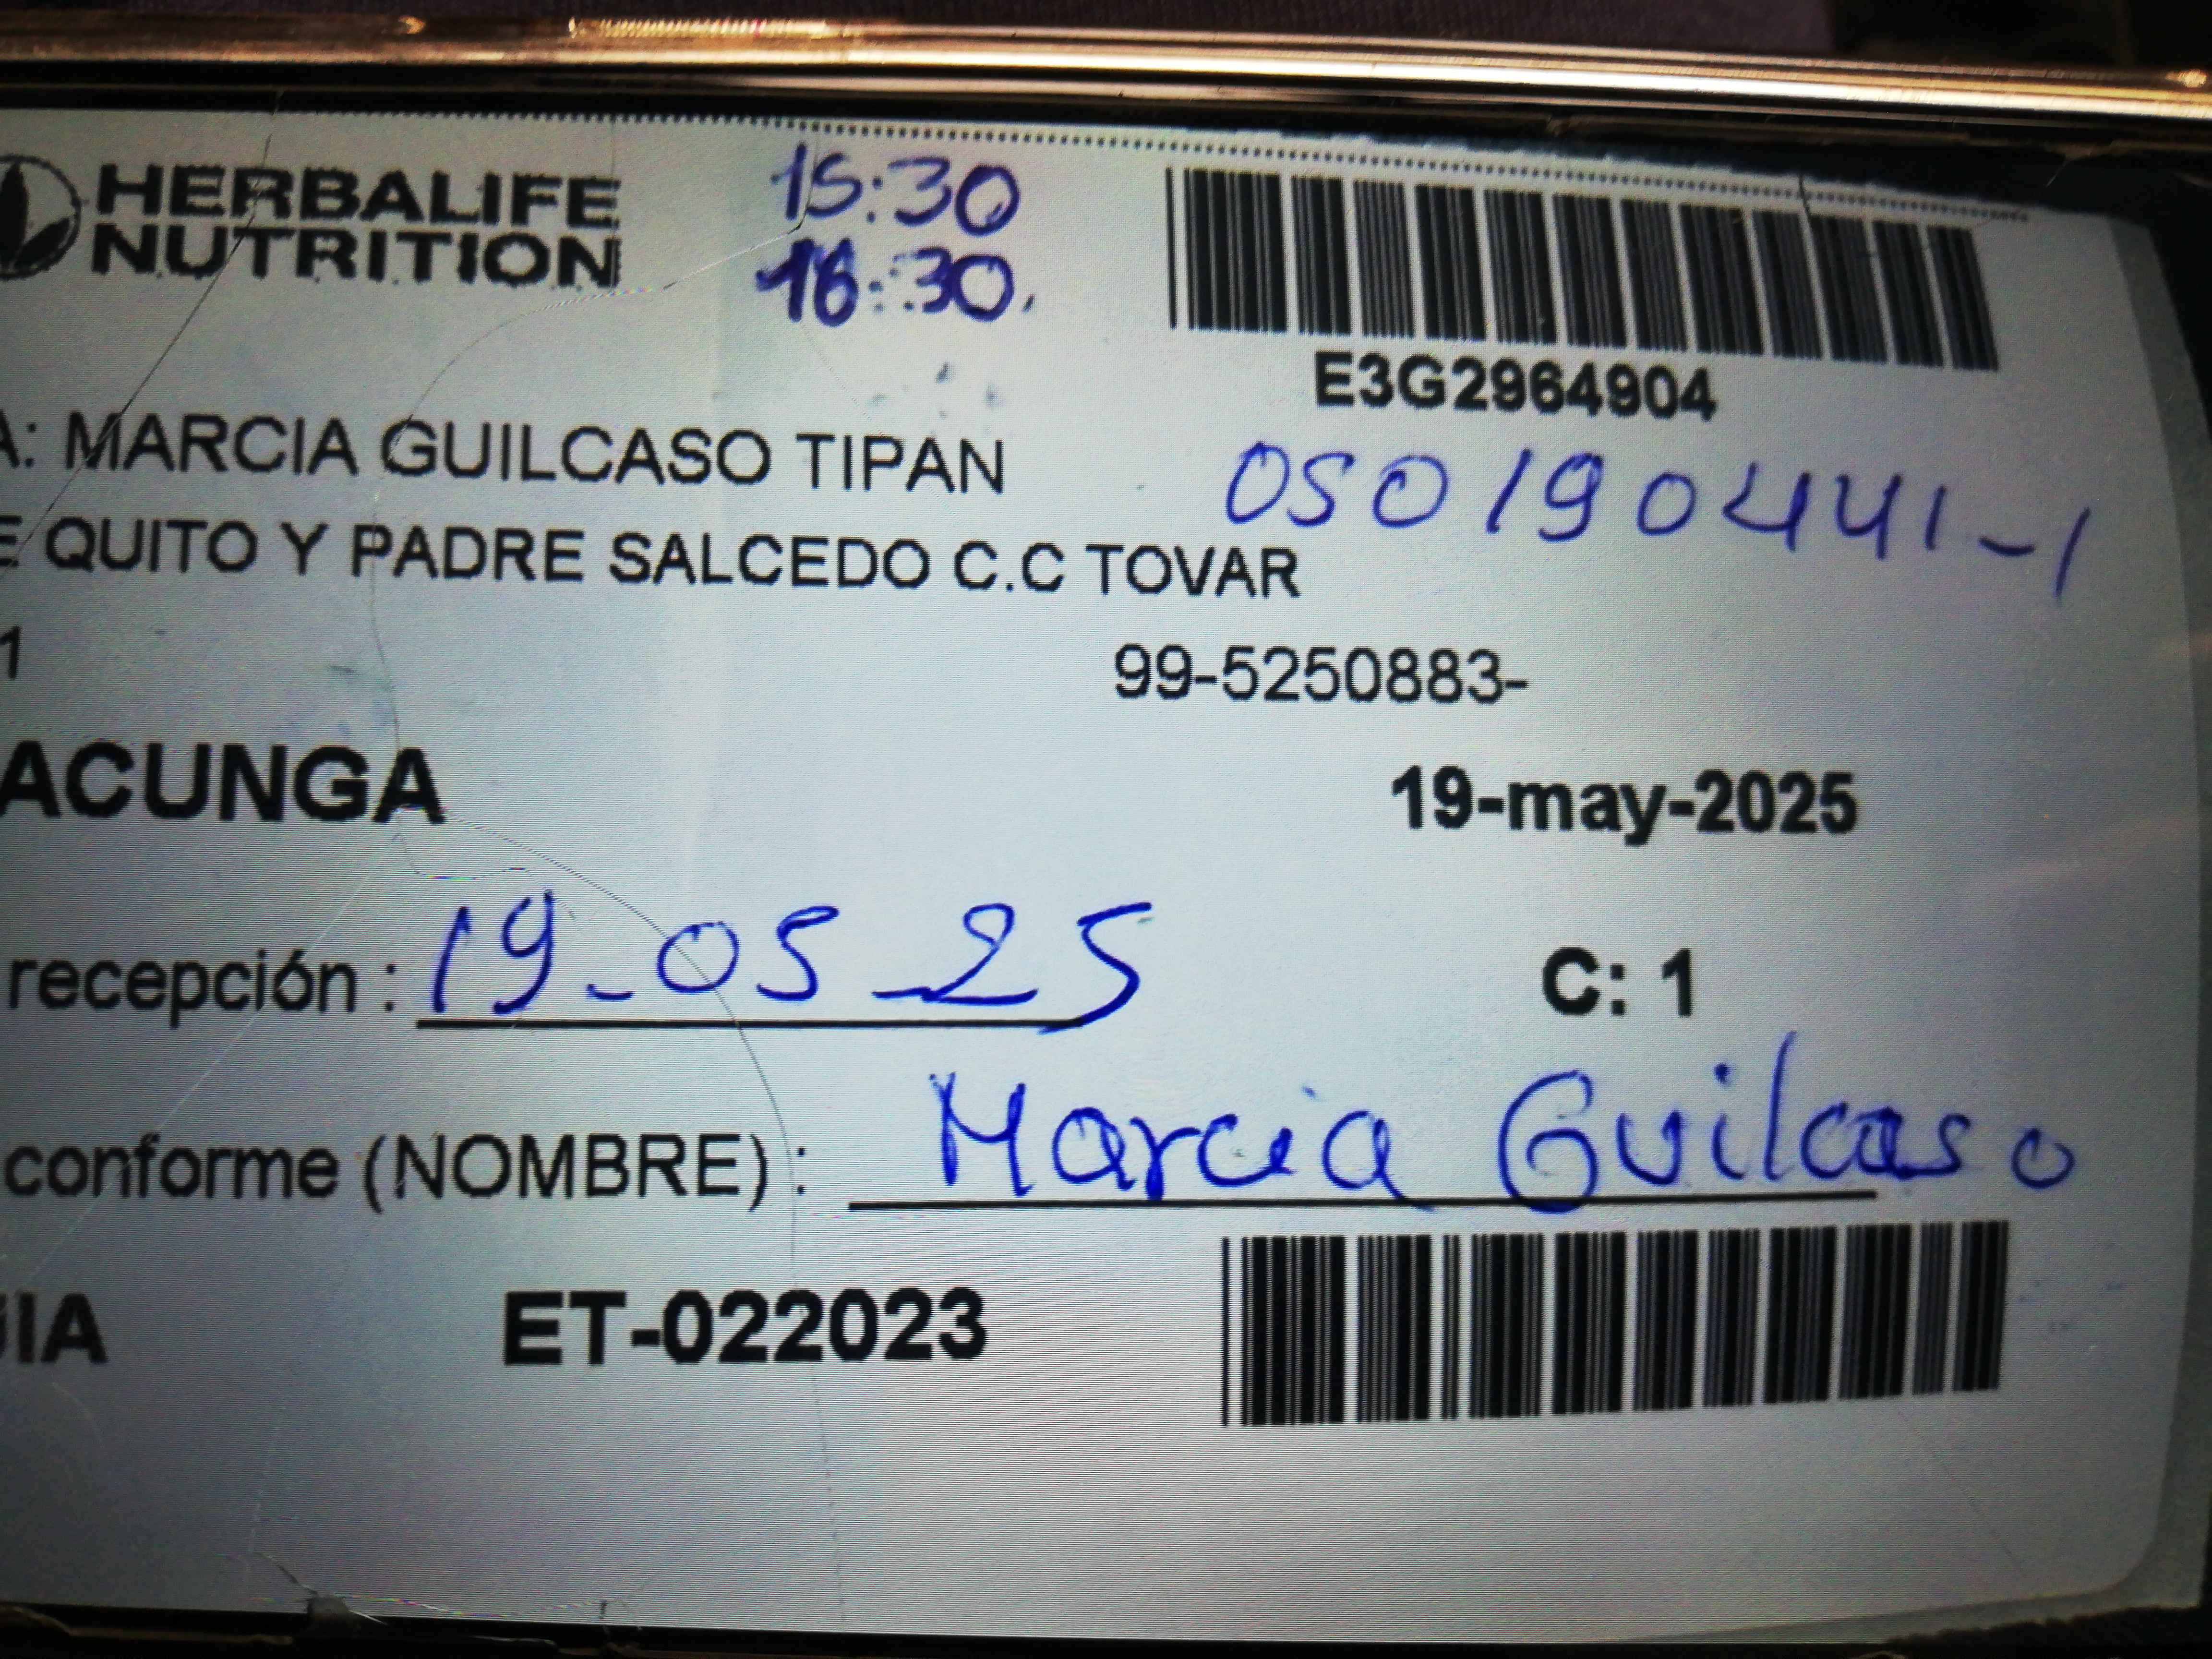 HERBALIFE
NUTRITION
15:30
16:30.
E3G2964904
A: MARCIA GUILCASO TIPAN
050190441-1
E QUITO Y PADRE SALCEDO C.C TOVAR
1
99-5250883-
ACUNGA
19-may-2025
recepción : 19-05-25
C: 1
conforme (NOMBRE) : Marcia Guilcaso
IA
ET-022023